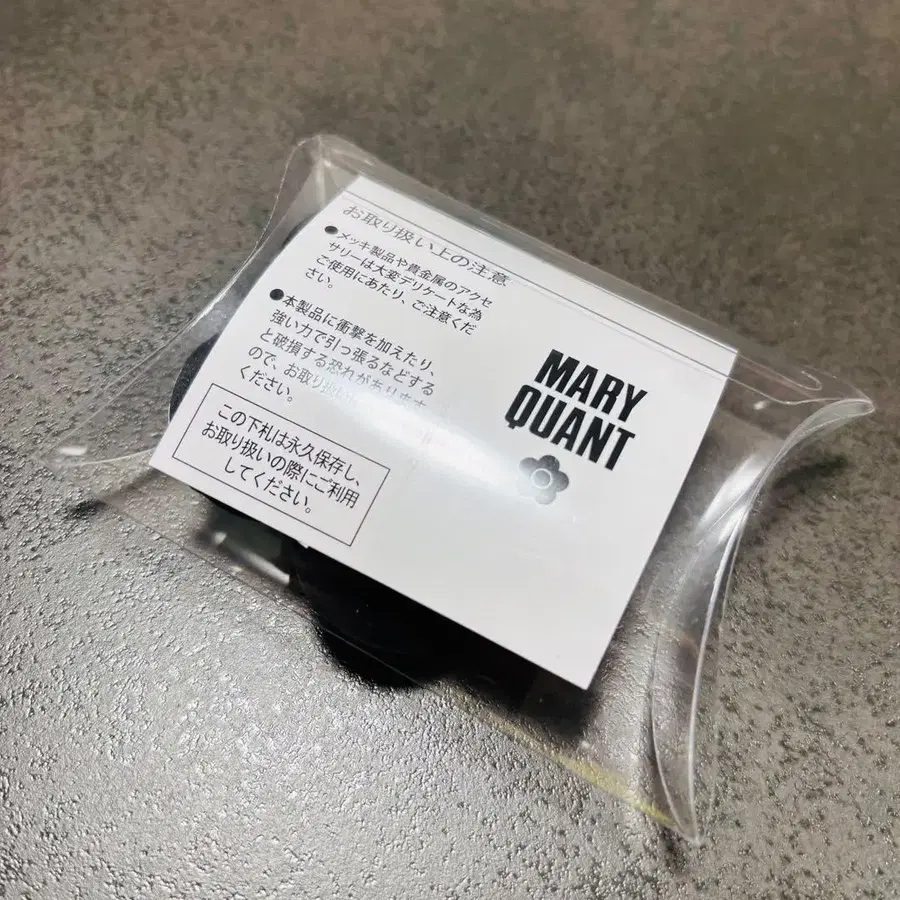 お取り扱い上の注意
●メッキ製品や貴金属のアクセ
サリーは大変デリケートな為
ご使用にあたり、ご注意くだ
さい。
●本製品に衝撃を加えたり、
強い力で引っ張るなどする
と破損する恐れがあります
ので、お取り扱い
ください。
この下札は永久保存し、
お取り扱いの際にご利用
してください。
MARY
QUANT